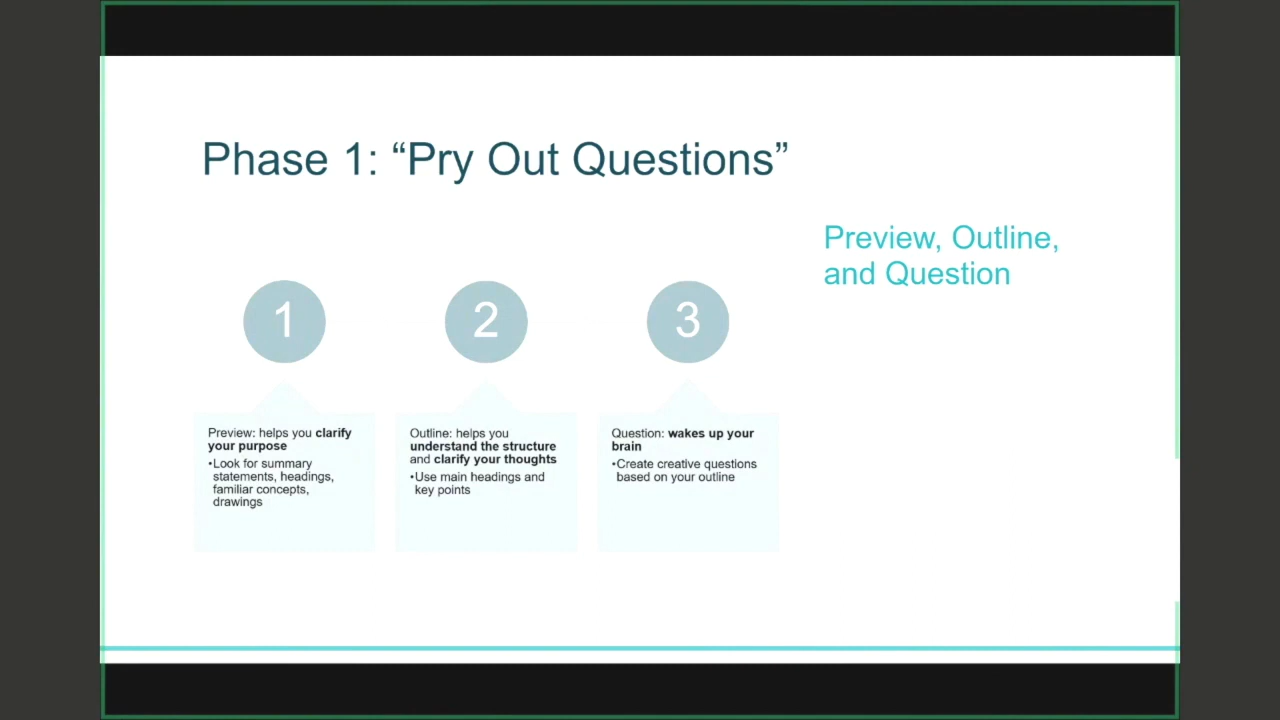 Phase 1: “Pry Out Questions”
Preview, Outline,
and Question
1
2
3
Preview: helps you clarify
your purpose
•Look for summary
statements, headings,
familiar concepts,
drawings
Outline: helps you
understand the structure
and clarify your thoughts
•Use main headings and
key points
Question: wakes up your
brain
•Create creative questions
based on your outline